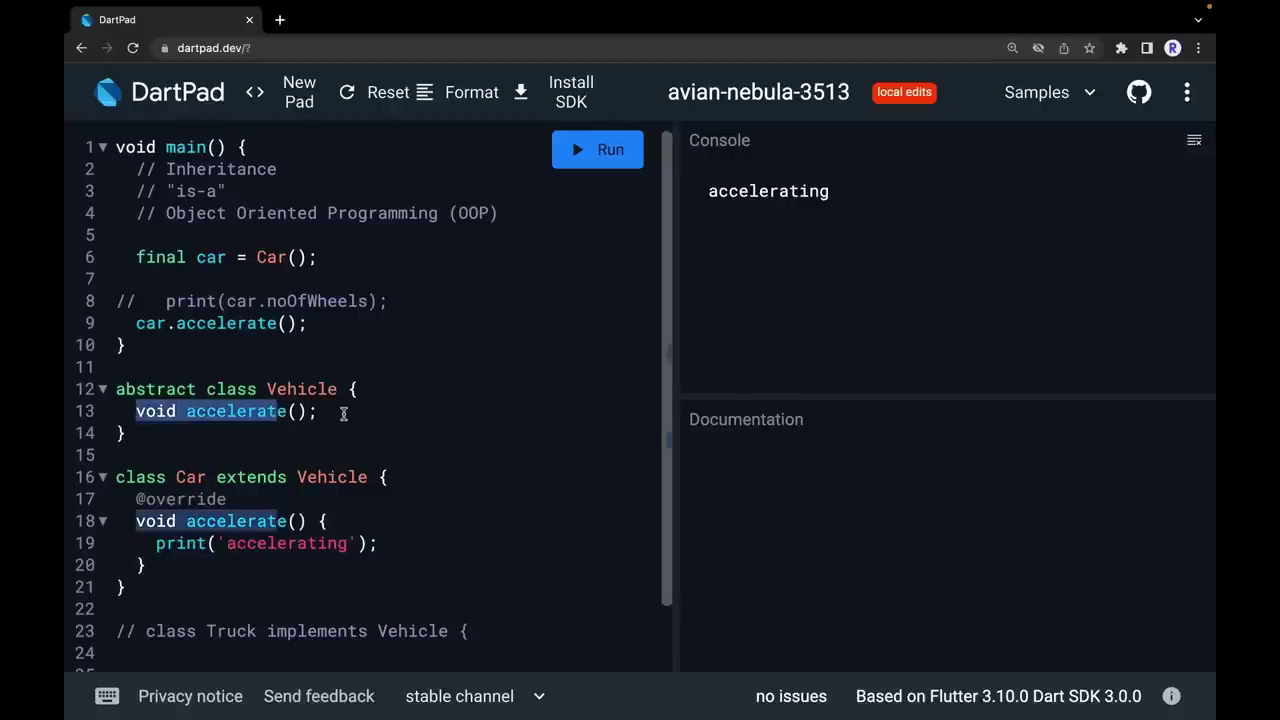 DartPad
dartpad.dev/?
R
DartPad
New Pad
Reset
Format
Install SDK
avian-nebula-3513
local edits
Samples
Run
1 void main() {
2   // Inheritance
3   // "is-a"
4   // Object Oriented Programming (OOP)
5
6   final car = Car();
7
8 //   print(car.noOfWheels);
9   car.accelerate();
10 }
11
12 abstract class Vehicle {
13   void accelerate();
14 }
15
16 class Car extends Vehicle {
17   @override
18   void accelerate() {
19     print('accelerating');
20   }
21 }
22
23 // class Truck implements Vehicle {
24
Console
accelerating
Documentation
Privacy notice
Send feedback
stable channel
no issues
Based on Flutter 3.10.0 Dart SDK 3.0.0